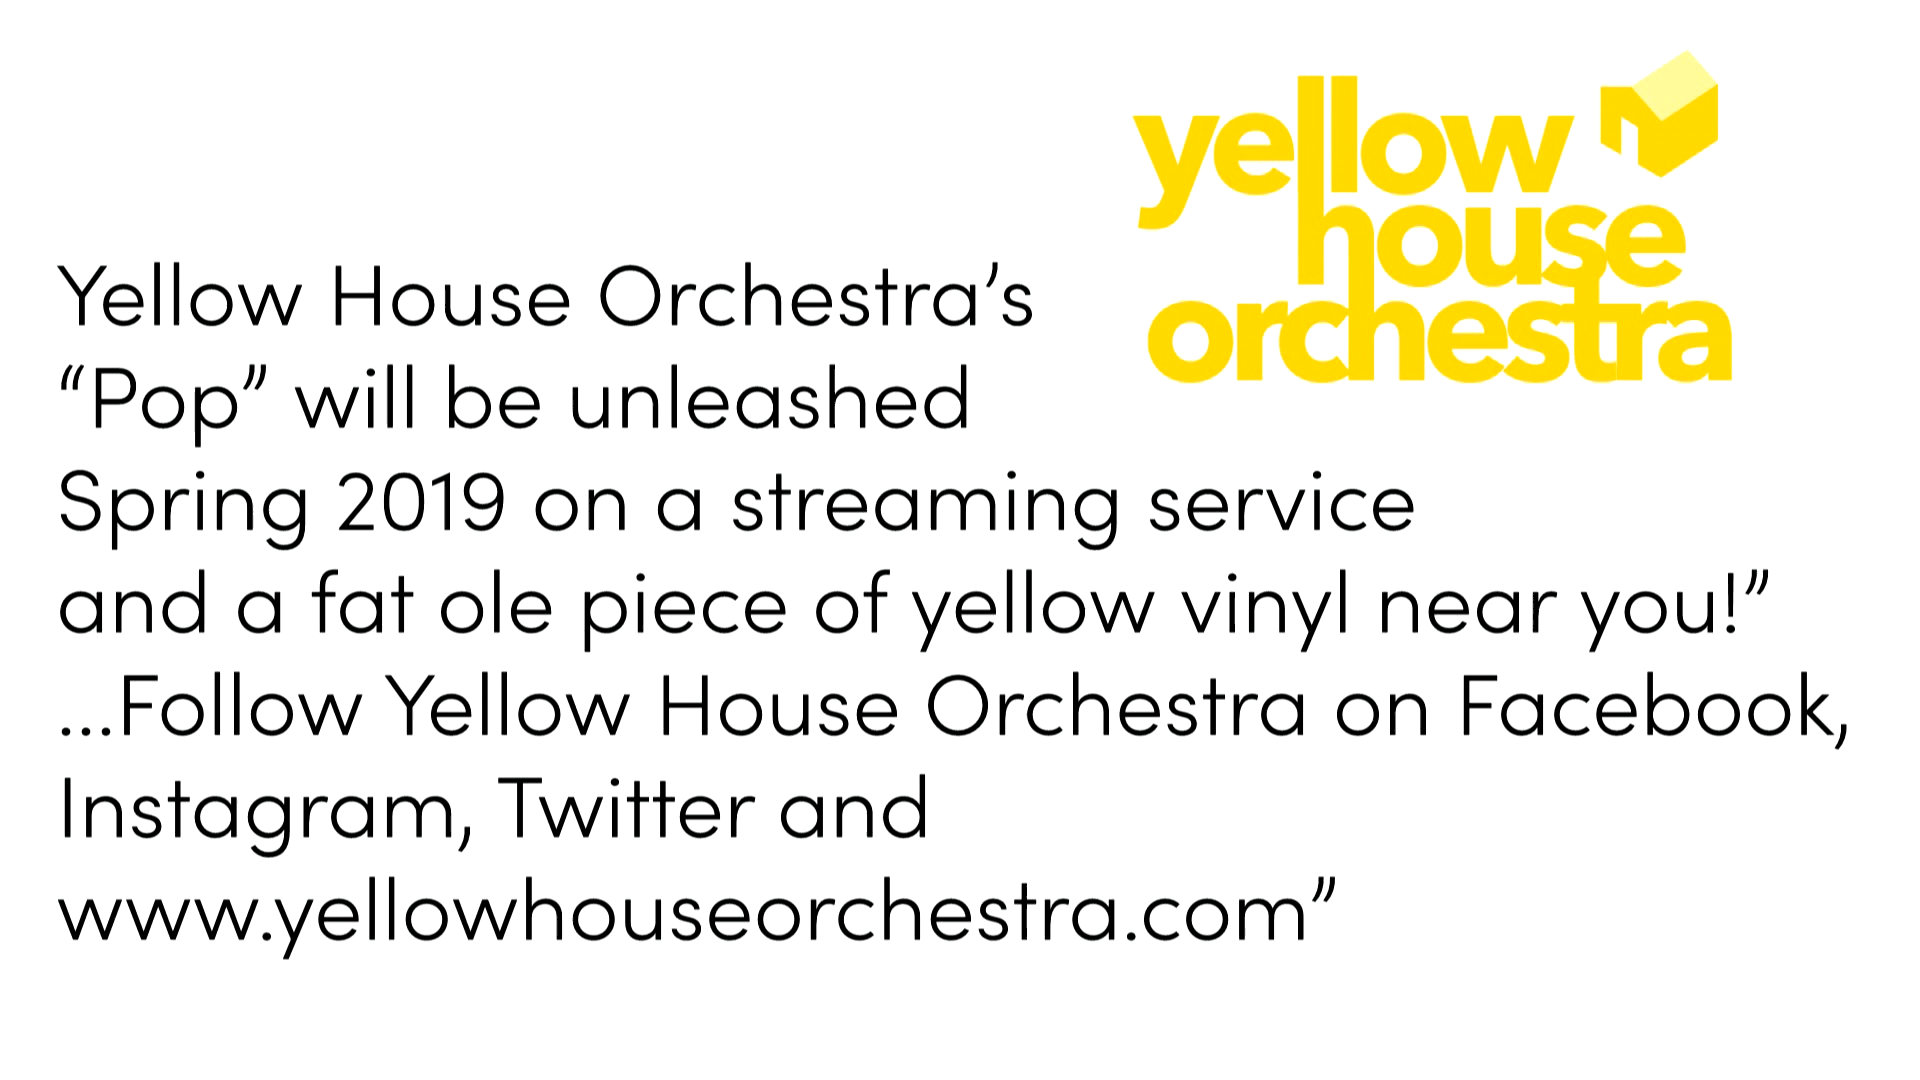 yellow
house
orchestra
Yellow House Orchestra’s
“Pop” will be unleashed
Spring 2019 on a streaming service
and a fat ole piece of yellow vinyl near you!”
...Follow Yellow House Orchestra on Facebook,
Instagram, Twitter and
www.yellowhouseorchestra.com”